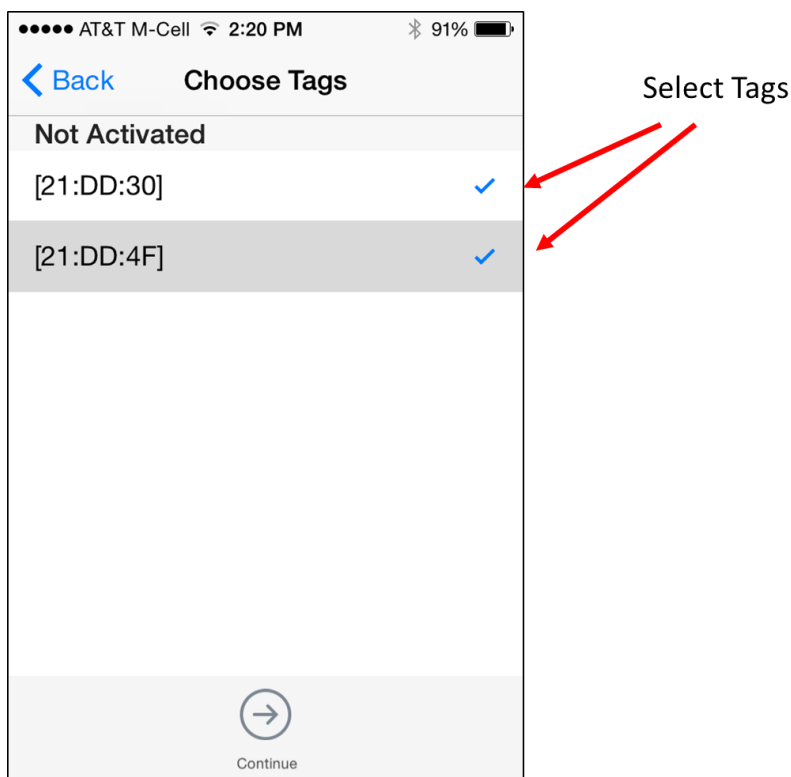 AT&T M-Cell 2:20 PM 91%
Back Choose Tags
Select Tags
Not Activated
[21:DD:30]
[21:DD:4F]
Continue